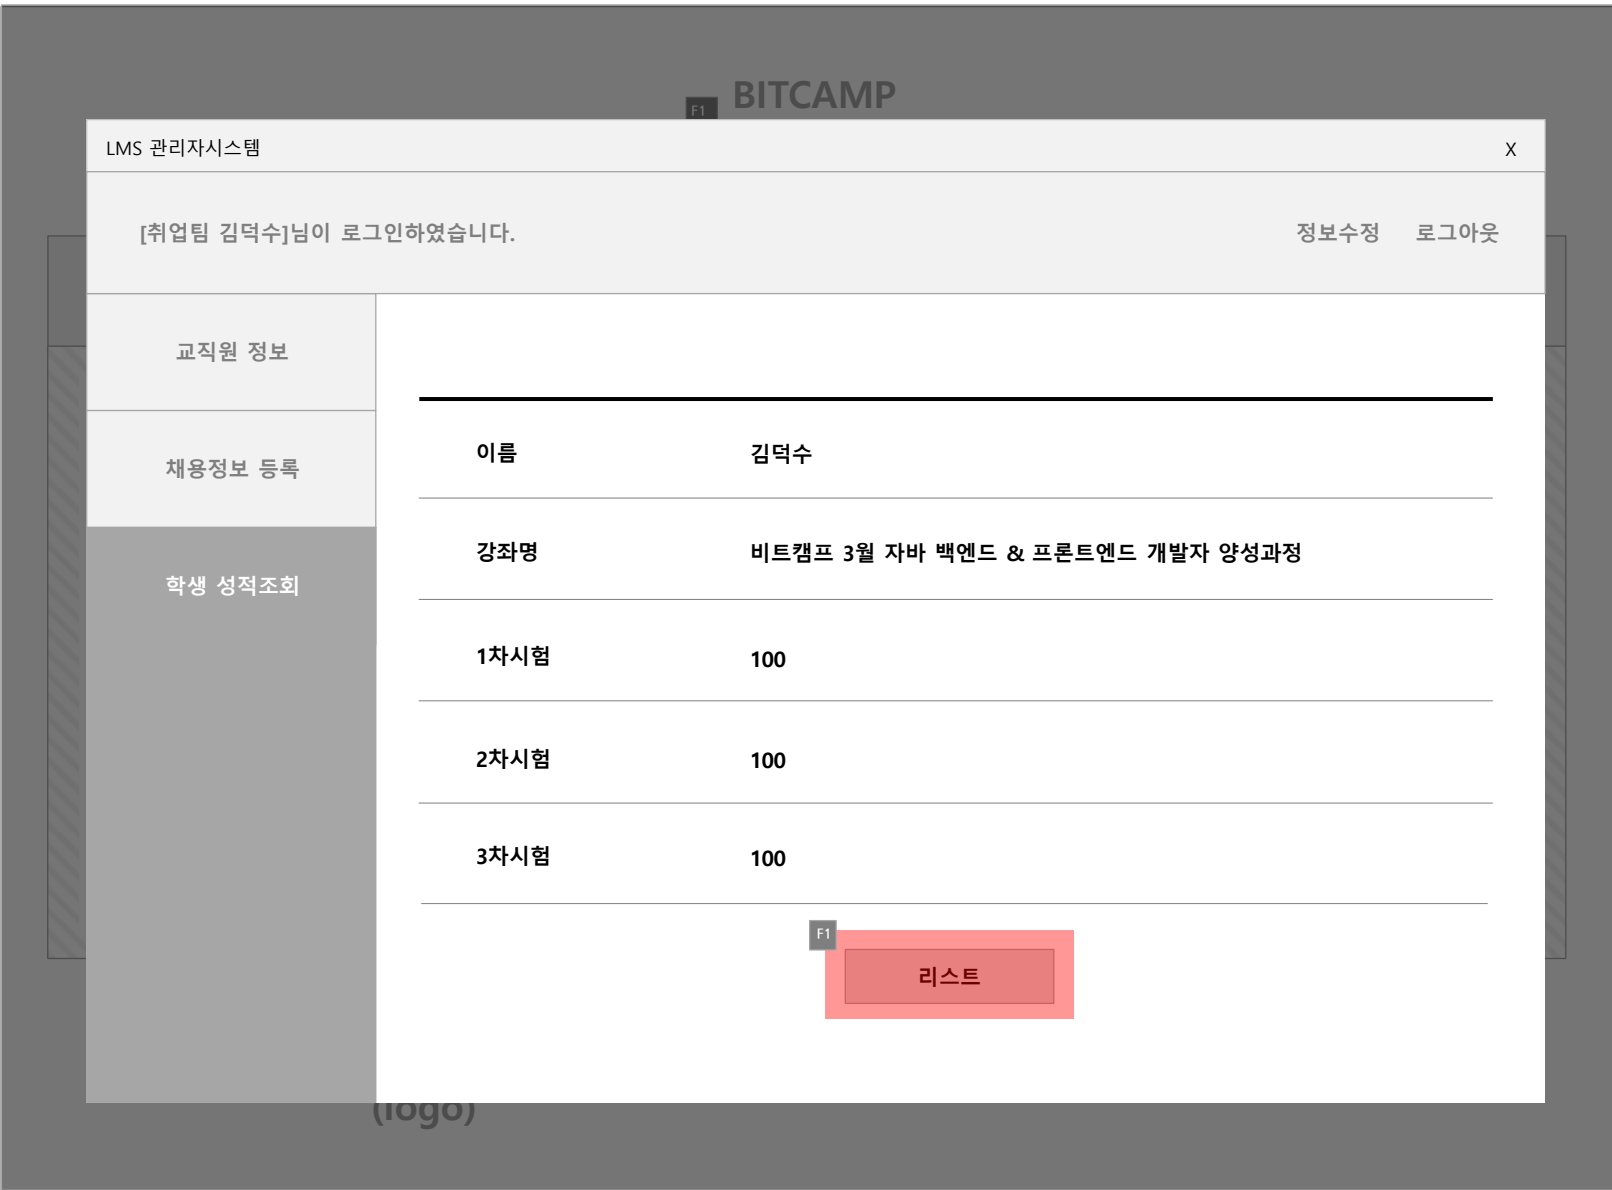 BITCAMP
F1
LMS 관리자시스템
X
[취업팀 김덕수]님이 로그인하였습니다.
정보수정
로그아웃
교직원 정보
채용정보 등록
학생 성적조회
이름
김덕수
강좌명
비트캠프 3월 자바 백엔드 & 프론트엔드 개발자 양성과정
1차시험
100
2차시험
100
3차시험
100
F1
리스트
(logo)